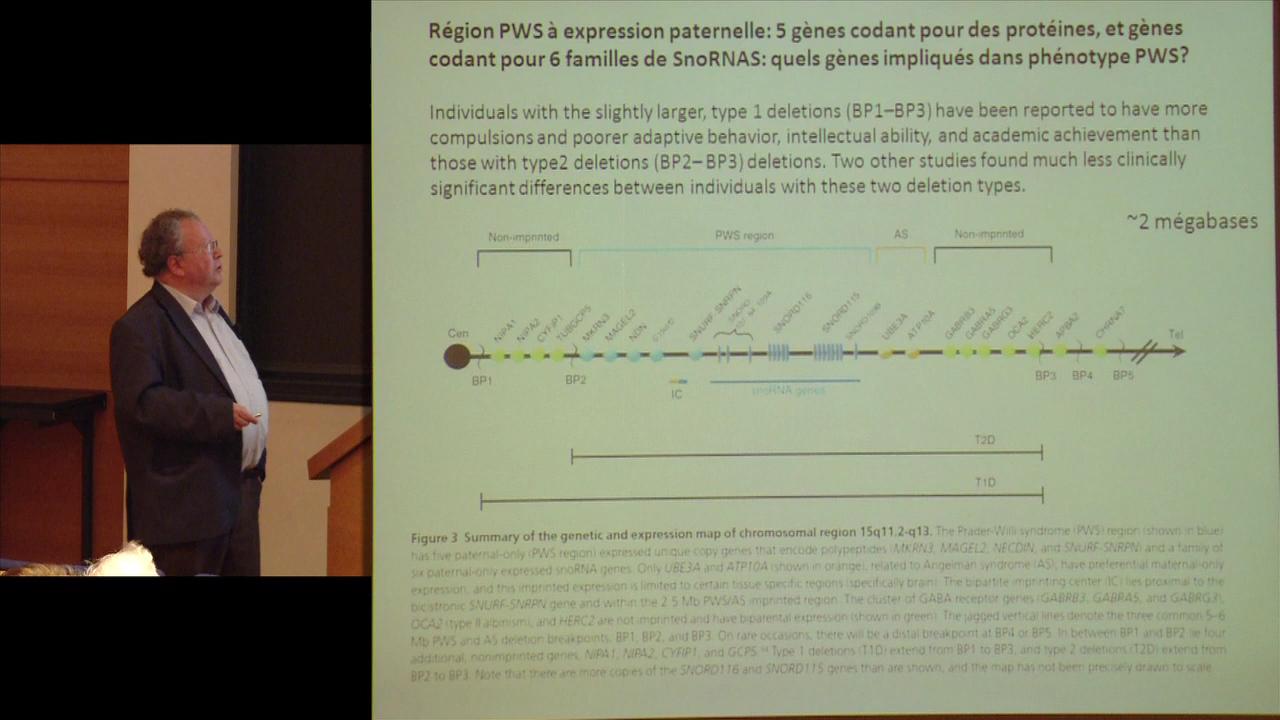 Région PWS à expression paternelle: 5 gènes codant pour des protéines, et gènes
codant pour 6 familles de SnoRNAS: quels gènes impliqués dans phénotype PWS?
Individuals with the slightly larger, type 1 deletions (BP1–BP3) have been reported to have more
compulsions and poorer adaptive behavior, intellectual ability, and academic achievement than
those with type2 deletions (BP2–BP3) deletions. Two other studies found much less clinically
significant differences between individuals with these two deletion types.
~2 mégabases
Non-imprinted PWS region AS Non-imprinted
Cen NIPA1 NIPA2 CYFIP1 TUBGCP5 MKRN3 MAGEL2 NDN SNURF-SNRPN SNORD116 SNORD115 UBE3A ATP10A GABRB3 GABRA5 GABRG3 OCA2 HERC2 APBA2 CHRNA7 Tel
BP1 BP2 IC snoRNA genes BP3 BP4 BP5
T2D
T1D
Figure 3 Summary of the genetic and expression map of chromosomal region 15q11.2-q13. The Prader-Willi syndrome (PWS) region (shown in blue)
has five paternal-only (PWS region) expressed unique copy genes that encode polypeptides (MKRN3, MAGEL2, NECDIN, and SNURF-SNRPN) and a family of
six paternal-only expressed snoRNA genes. Only UBE3A and ATP10A (shown in orange), related to Angelman syndrome (AS), have preferential maternal-only
expression, and this imprinted expression is limited to certain tissue specific regions (specifically brain). The bipartite imprinting center (IC) lies proximal to the
bicistronic SNURF-SNRPN gene and within the 2.5 Mb PWS/AS imprinted region. The cluster of GABA receptor genes (GABRB3, GABRA5, and GABRG3),
OCA2 (type II albinism), and HERC2 are not imprinted and have biparental expression (shown in green). The jagged vertical lines denote the three common 5–6
Mb PWS and AS deletion breakpoints, BP1, BP2, and BP3. On rare occasions, there will be a distal breakpoint at BP4 or BP5. In between BP1 and BP2 lie four
additional, nonimprinted genes, NIPA1, NIPA2, CYFIP1, and GCP5. Type 1 deletions (T1D) extend from BP1 to BP3, and type 2 deletions (T2D) extend from
BP2 to BP3. Note that there are more copies of the SNORD116 and SNORD115 genes than are shown, and the map has not been precisely drawn to scale.